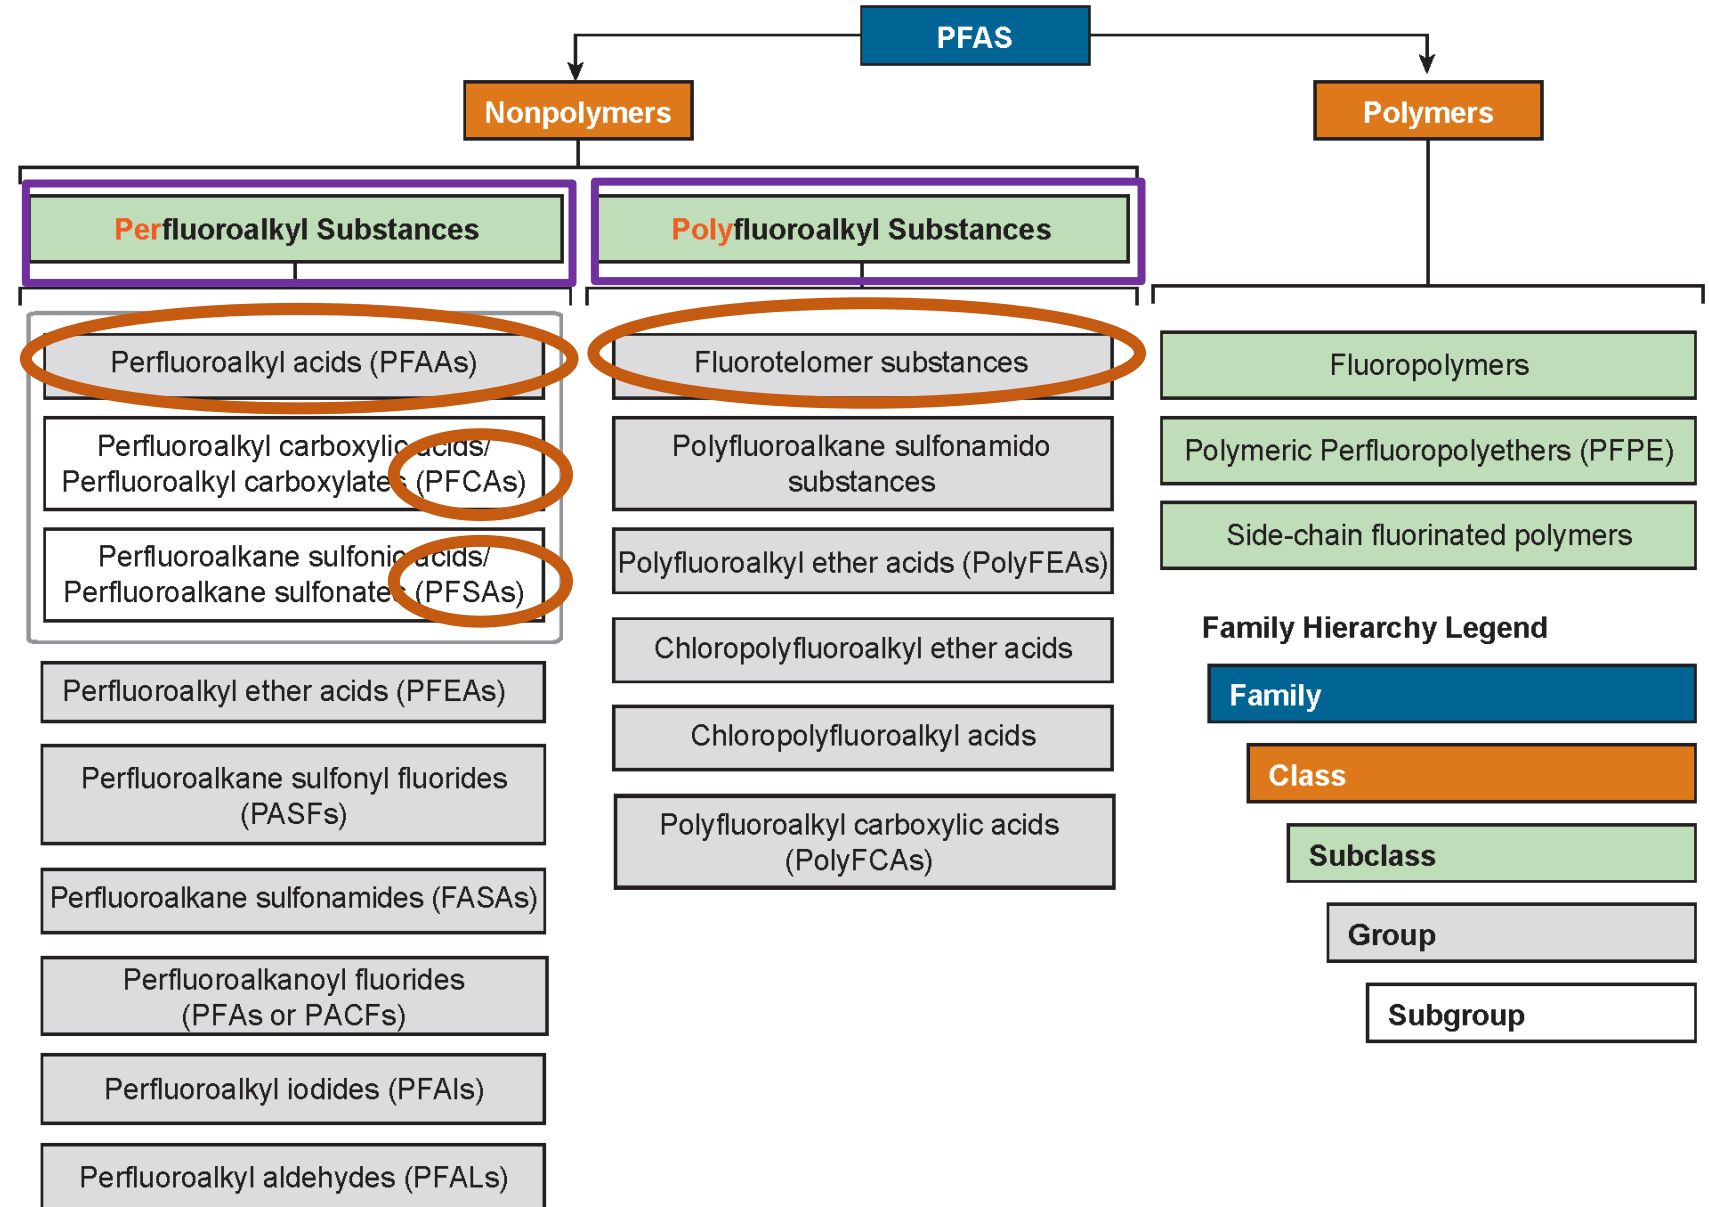 PFAS
Nonpolymers
Polymers
Perfluoroalkyl Substances
Polyfluoroalkyl Substances
Perfluoroalkyl acids (PFAAs)
Perfluoroalkyl carboxylic acids/
Perfluoroalkyl carboxylates (PFCAs)
Perfluoroalkane sulfonic acids/
Perfluoroalkane sulfonates (PFSAs)
Perfluoroalkyl ether acids (PFEAs)
Perfluoroalkane sulfonyl fluorides
(PASFs)
Perfluoroalkane sulfonamides (FASAs)
Perfluoroalkanoyl fluorides
(PFAs or PACFs)
Perfluoroalkyl iodides (PFAIs)
Perfluoroalkyl aldehydes (PFALs)
Fluorotelomer substances
Polyfluoroalkane sulfonamido
substances
Polyfluoroalkyl ether acids (PolyFEAs)
Chloropolyfluoroalkyl ether acids
Chloropolyfluoroalkyl acids
Polyfluoroalkyl carboxylic acids
(PolyFCAs)
Fluoropolymers
Polymeric Perfluoropolyethers (PFPE)
Side-chain fluorinated polymers
Family Hierarchy Legend
Family
Class
Subclass
Group
Subgroup